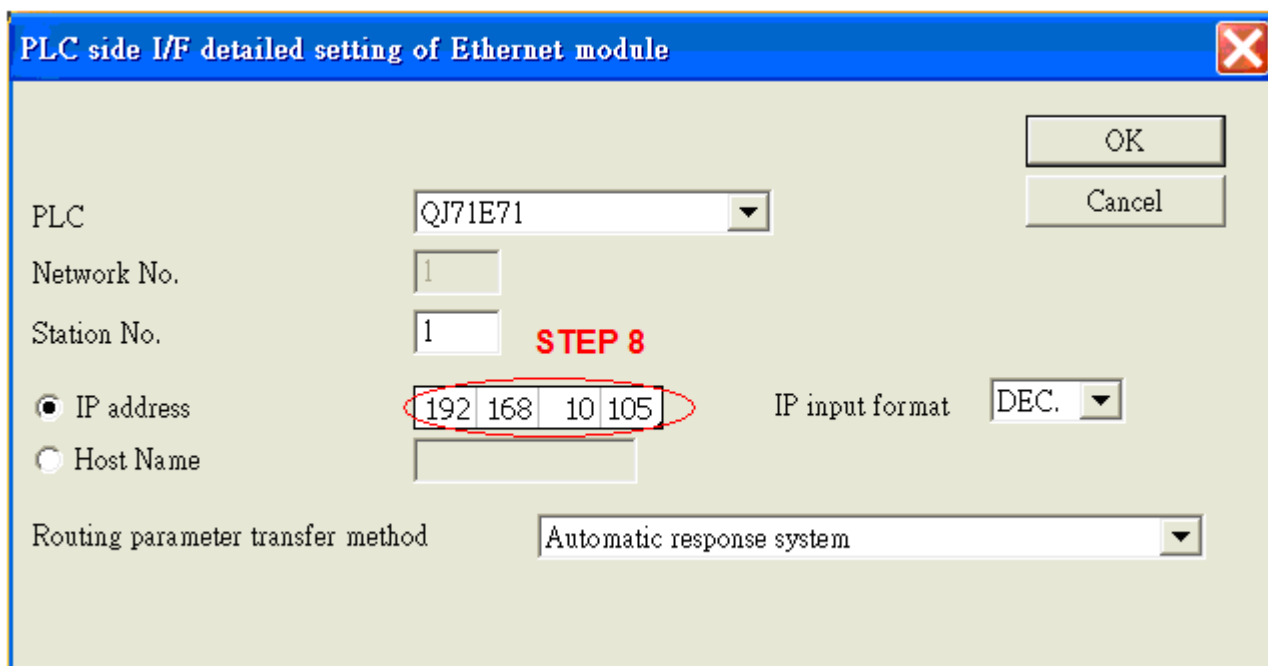 PLC side I/F detailed setting of Ethernet module
OK
Cancel
PLC QJ71E71
Network No. 1
Station No. 1
STEP 8
IP address 192 168 10 105 IP input format DEC.
Host Name
Routing parameter transfer method Automatic response system